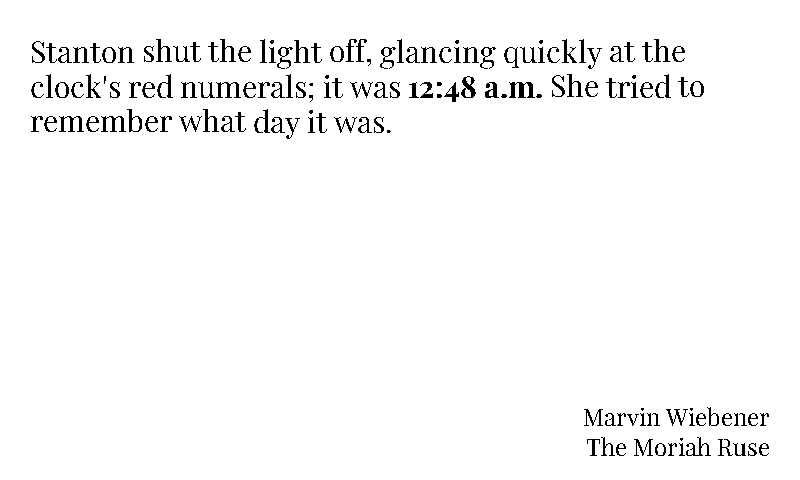 Stanton shut the light off, glancing quickly at the
clock's red numerals; it was 12:48 a.m. She tried to
remember what day it was.
Marvin Wiebener
The Moriah Ruse